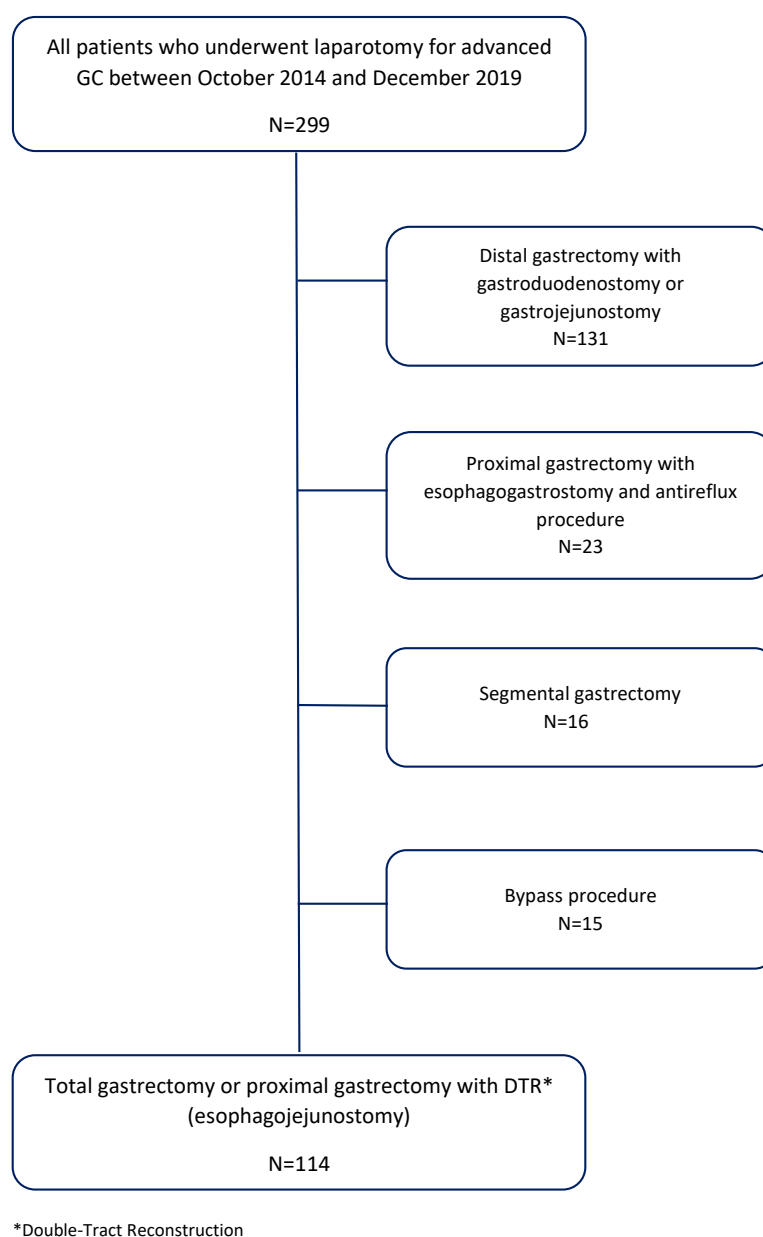 All patients who underwent laparotomy for advanced
GC between October 2014 and December 2019
N=299
Distal gastrectomy with
gastroduodenostomy or
gastrojejunostomy
N=131
Proximal gastrectomy with
esophagogastrostomy and antireflux
procedure
N=23
Segmental gastrectomy
N=16
Bypass procedure
N=15
Total gastrectomy or proximal gastrectomy with DTR*
(esophagojejunostomy)
N=114
*Double-Tract Reconstruction